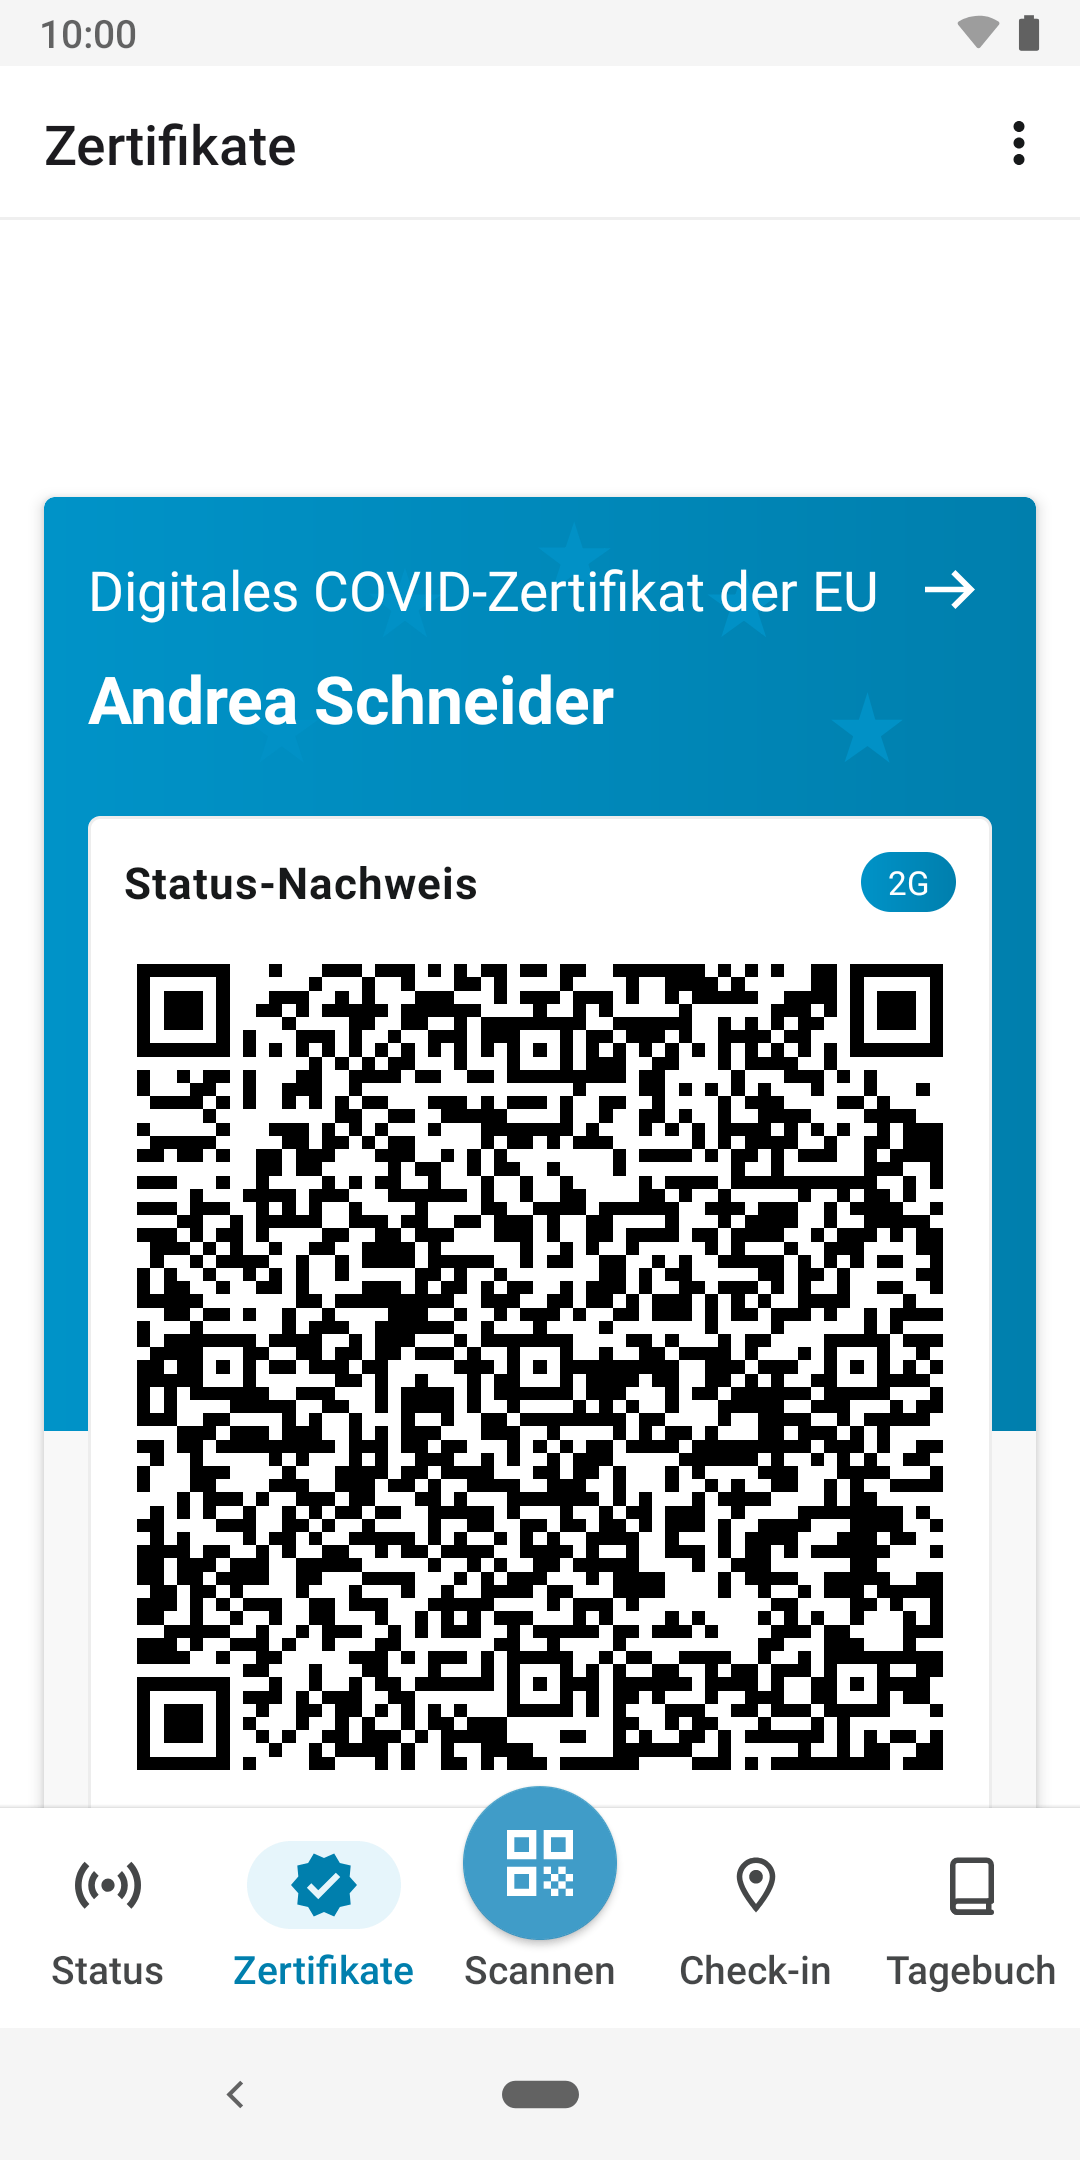 10:00
Zertifikate
Digitales COVID-Zertifikat der EU
Andrea Schneider
Status-Nachweis
2G
Status
Zertifikate
Scannen
Check-in
Tagebuch